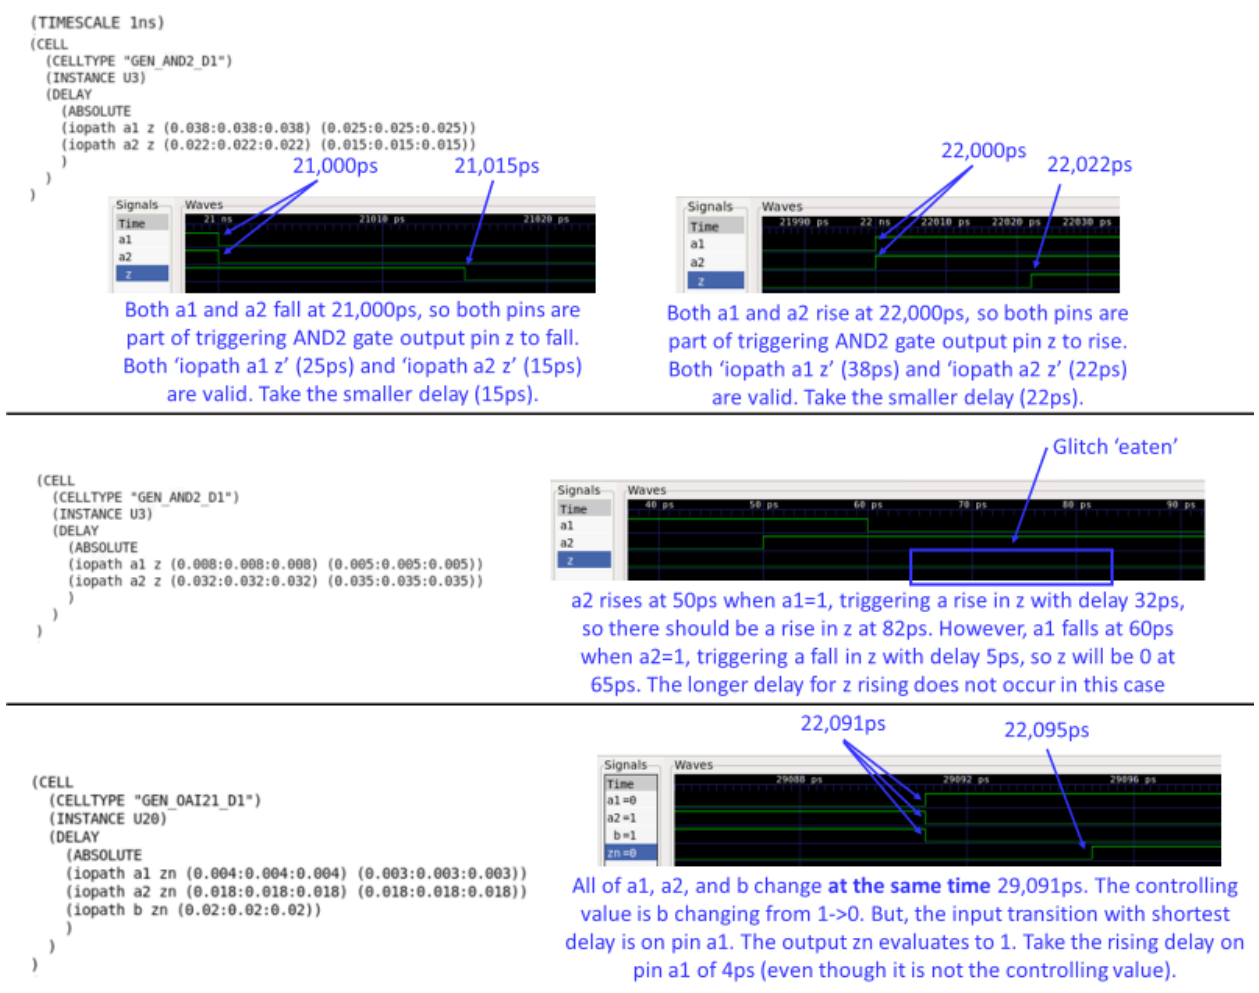 (TIMESCALE 1ns)
(CELL
(CELLTYPE "GEN_AND2_D1")
(INSTANCE U3)
(DELAY
(ABSOLUTE
(iopath a1 z (0.038:0.038:0.038) (0.025:0.025:0.025))
(iopath a2 z (0.022:0.022:0.022) (0.015:0.015:0.015))
)
)
)
21,000ps
21,015ps
Signals
Waves
Time
21 ns
21010 ps
21020 ps
a1
a2
z
Both a1 and a2 fall at 21,000ps, so both pins are
part of triggering AND2 gate output pin z to fall.
Both ‘iopath a1 z’ (25ps) and ‘iopath a2 z’ (15ps)
are valid. Take the smaller delay (15ps).
22,000ps
22,022ps
Signals
Waves
Time
21990 ps
22 ns
22010 ps
22020 ps
22030 ps
a1
a2
z
Both a1 and a2 rise at 22,000ps, so both pins are
part of triggering AND2 gate output pin z to rise.
Both ‘iopath a1 z’ (38ps) and ‘iopath a2 z’ (22ps)
are valid. Take the smaller delay (22ps).
(CELL
(CELLTYPE "GEN_AND2_D1")
(INSTANCE U3)
(DELAY
(ABSOLUTE
(iopath a1 z (0.008:0.008:0.008) (0.005:0.005:0.005))
(iopath a2 z (0.032:0.032:0.032) (0.035:0.035:0.035))
)
)
)
Glitch ‘eaten’
Signals
Waves
Time
40 ps
50 ps
60 ps
70 ps
80 ps
90 ps
a1
a2
z
a2 rises at 50ps when a1=1, triggering a rise in z with delay 32ps,
so there should be a rise in z at 82ps. However, a1 falls at 60ps
when a2=1, triggering a fall in z with delay 5ps, so z will be 0 at
65ps. The longer delay for z rising does not occur in this case
(CELL
(CELLTYPE "GEN_OAI21_D1")
(INSTANCE U20)
(DELAY
(ABSOLUTE
(iopath a1 zn (0.004:0.004:0.004) (0.003:0.003:0.003))
(iopath a2 zn (0.018:0.018:0.018) (0.018:0.018:0.018))
(iopath b zn (0.02:0.02:0.02))
)
)
)
22,091ps
22,095ps
Signals
Waves
Time
29088 ps
29092 ps
29096 ps
a1=0
a2=1
b=1
zn=0
All of a1, a2, and b change at the same time 29,091ps. The controlling
value is b changing from 1->0. But, the input transition with shortest
delay is on pin a1. The output zn evaluates to 1. Take the rising delay on
pin a1 of 4ps (even though it is not the controlling value).